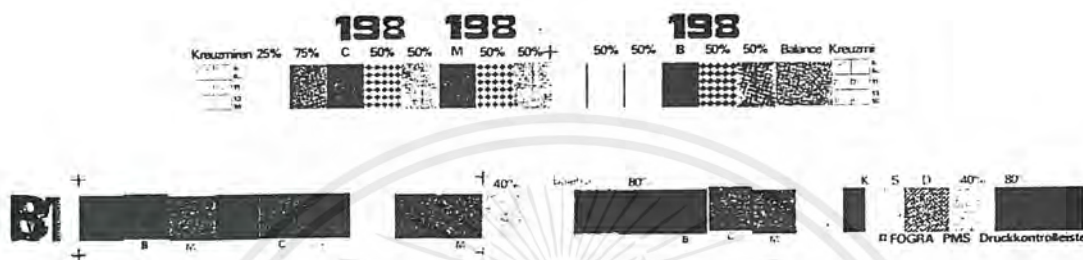 198 198 198
Kreuzmiren 25% 75% C 50% 50% M 50% 50% 50% 50% B 50% 50% Balance Kreuzmi
40% 80% K S D 40% 80%
B M C M B C M FOGRA PMS Druckkontrolleiste